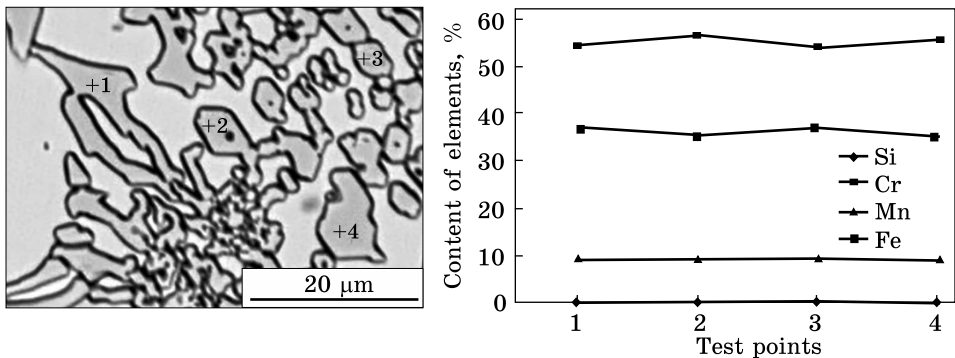 +1
+2
+3
+4
20 μm
Content of elements, %
60
50
40
30
20
10
0
Si
Cr
Mn
Fe
1 2 3 4
Test points